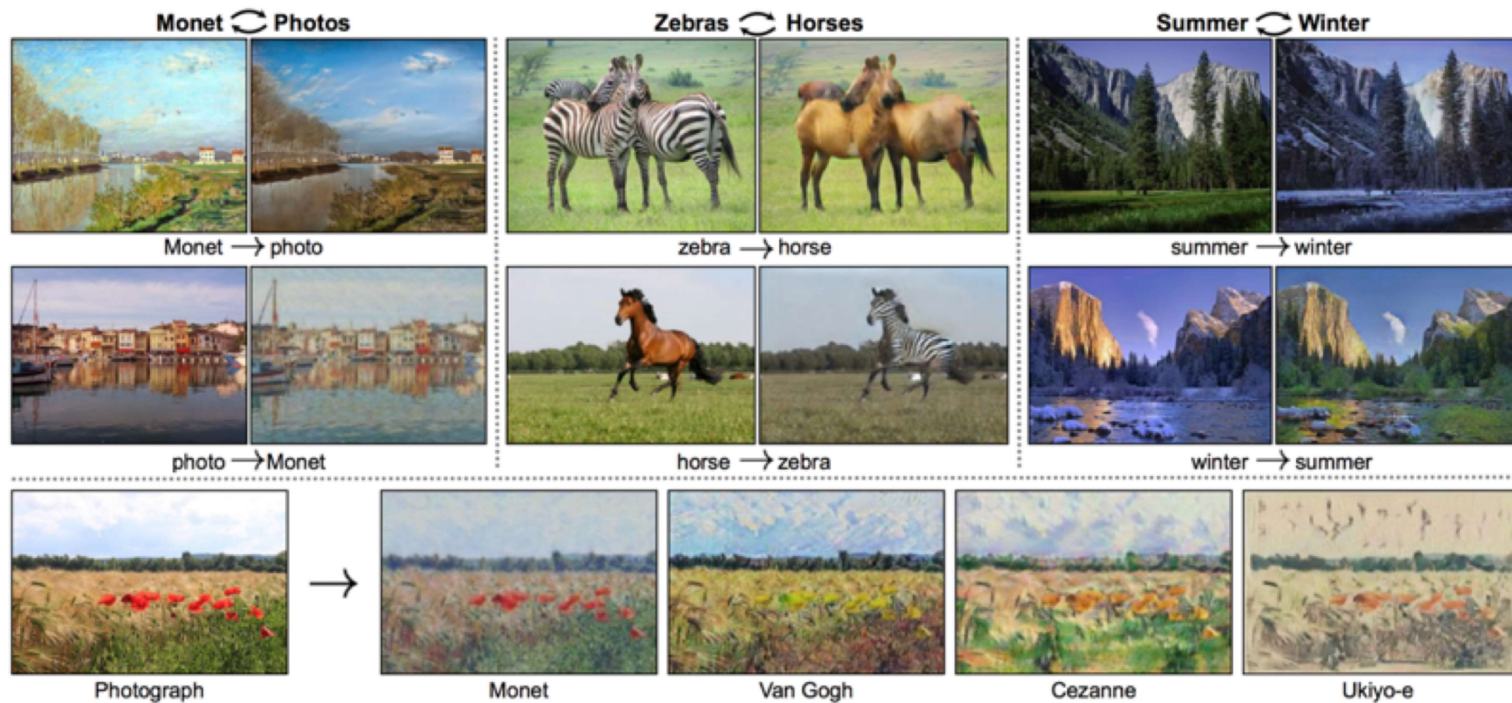 Monet ⇄ Photos
Zebras ⇄ Horses
Summer ⇄ Winter
Monet → photo
zebra → horse
summer → winter
photo → Monet
horse → zebra
winter → summer
Photograph
Monet
Van Gogh
Cezanne
Ukiyo-e